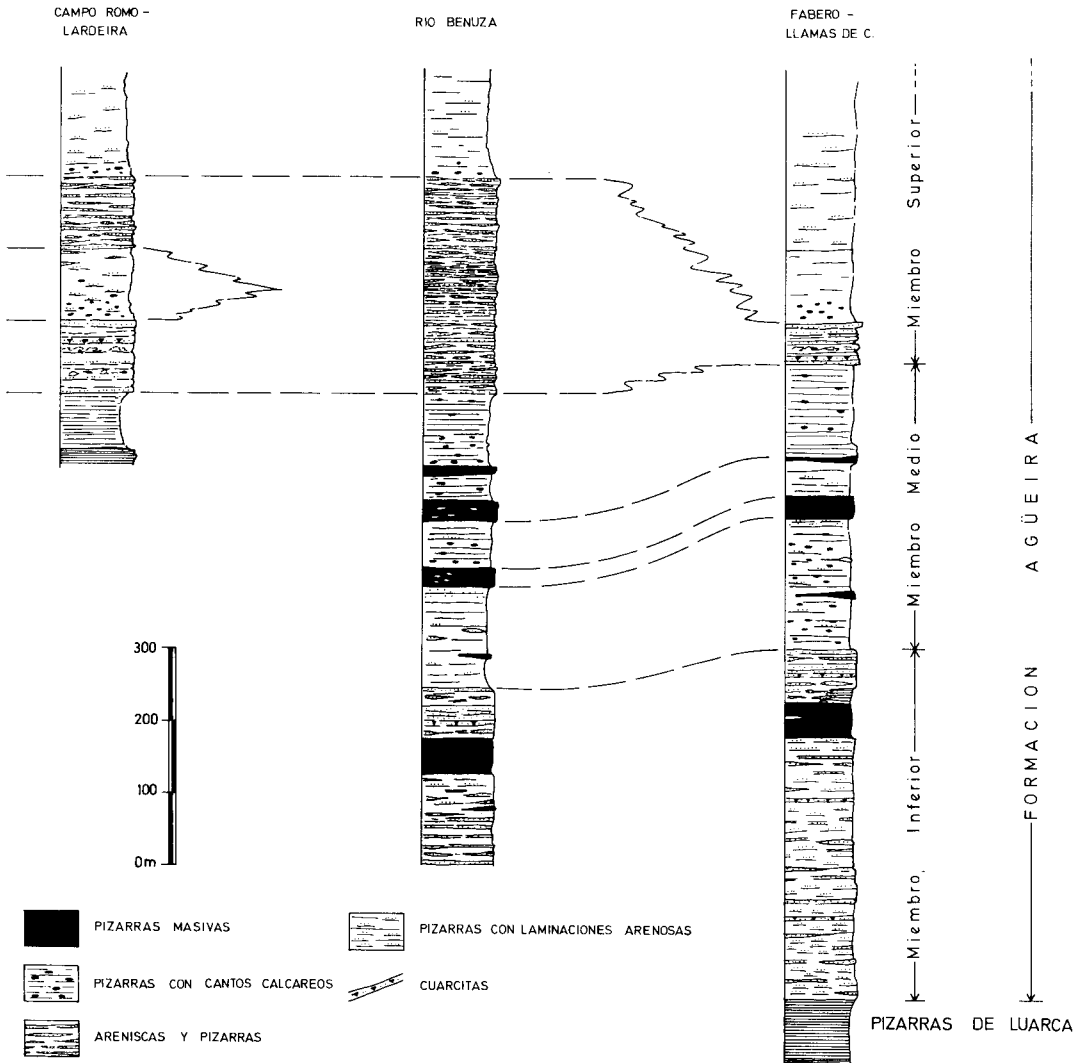 CAMPO ROMO -
LARDEIRA
RIO BENUZA
FABERO -
LLAMAS DE C.
Superior
Miembro
Medio
Miembro
Inferior
Miembro
AGÜEIRA
FORMACION
PIZARRAS DE LUARCA
300
200
100
0m
PIZARRAS MASIVAS
PIZARRAS CON CANTOS CALCAREOS
ARENISCAS Y PIZARRAS
PIZARRAS CON LAMINACIONES ARENOSAS
CUARCITAS